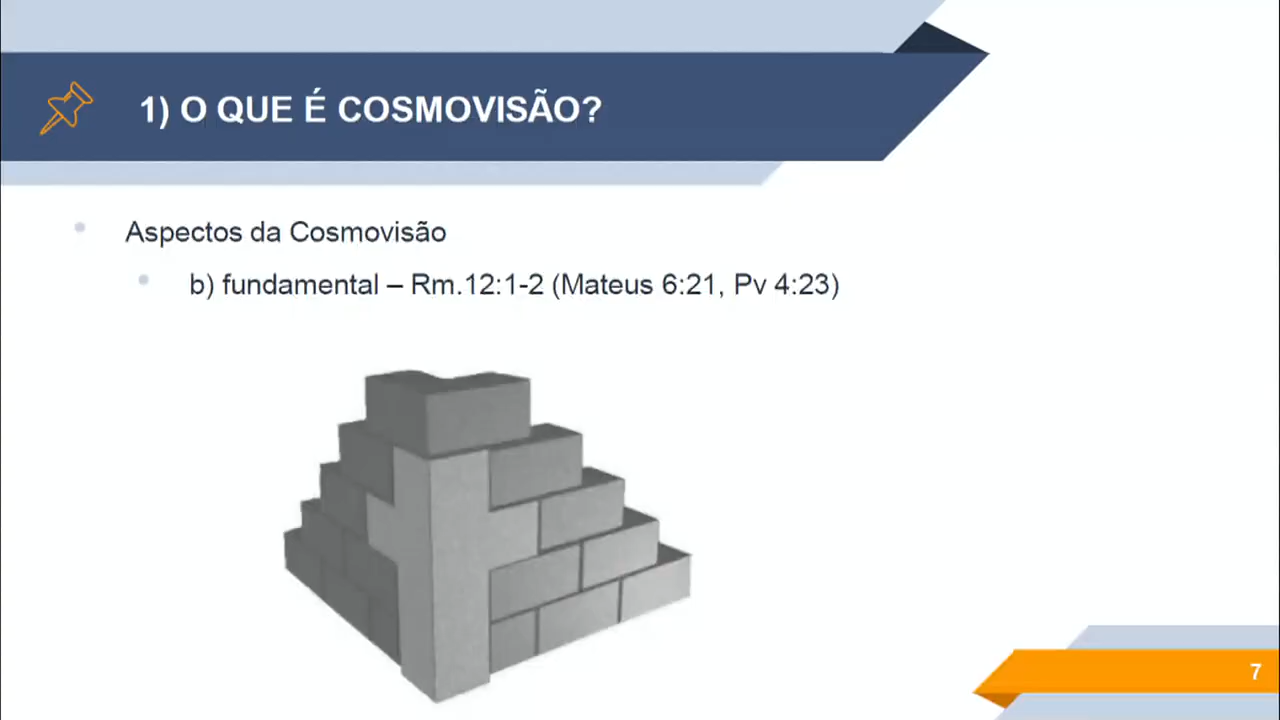 1) O QUE É COSMOVISÃO?
Aspectos da Cosmovisão
b) fundamental – Rm.12:1-2 (Mateus 6:21, Pv 4:23)
7